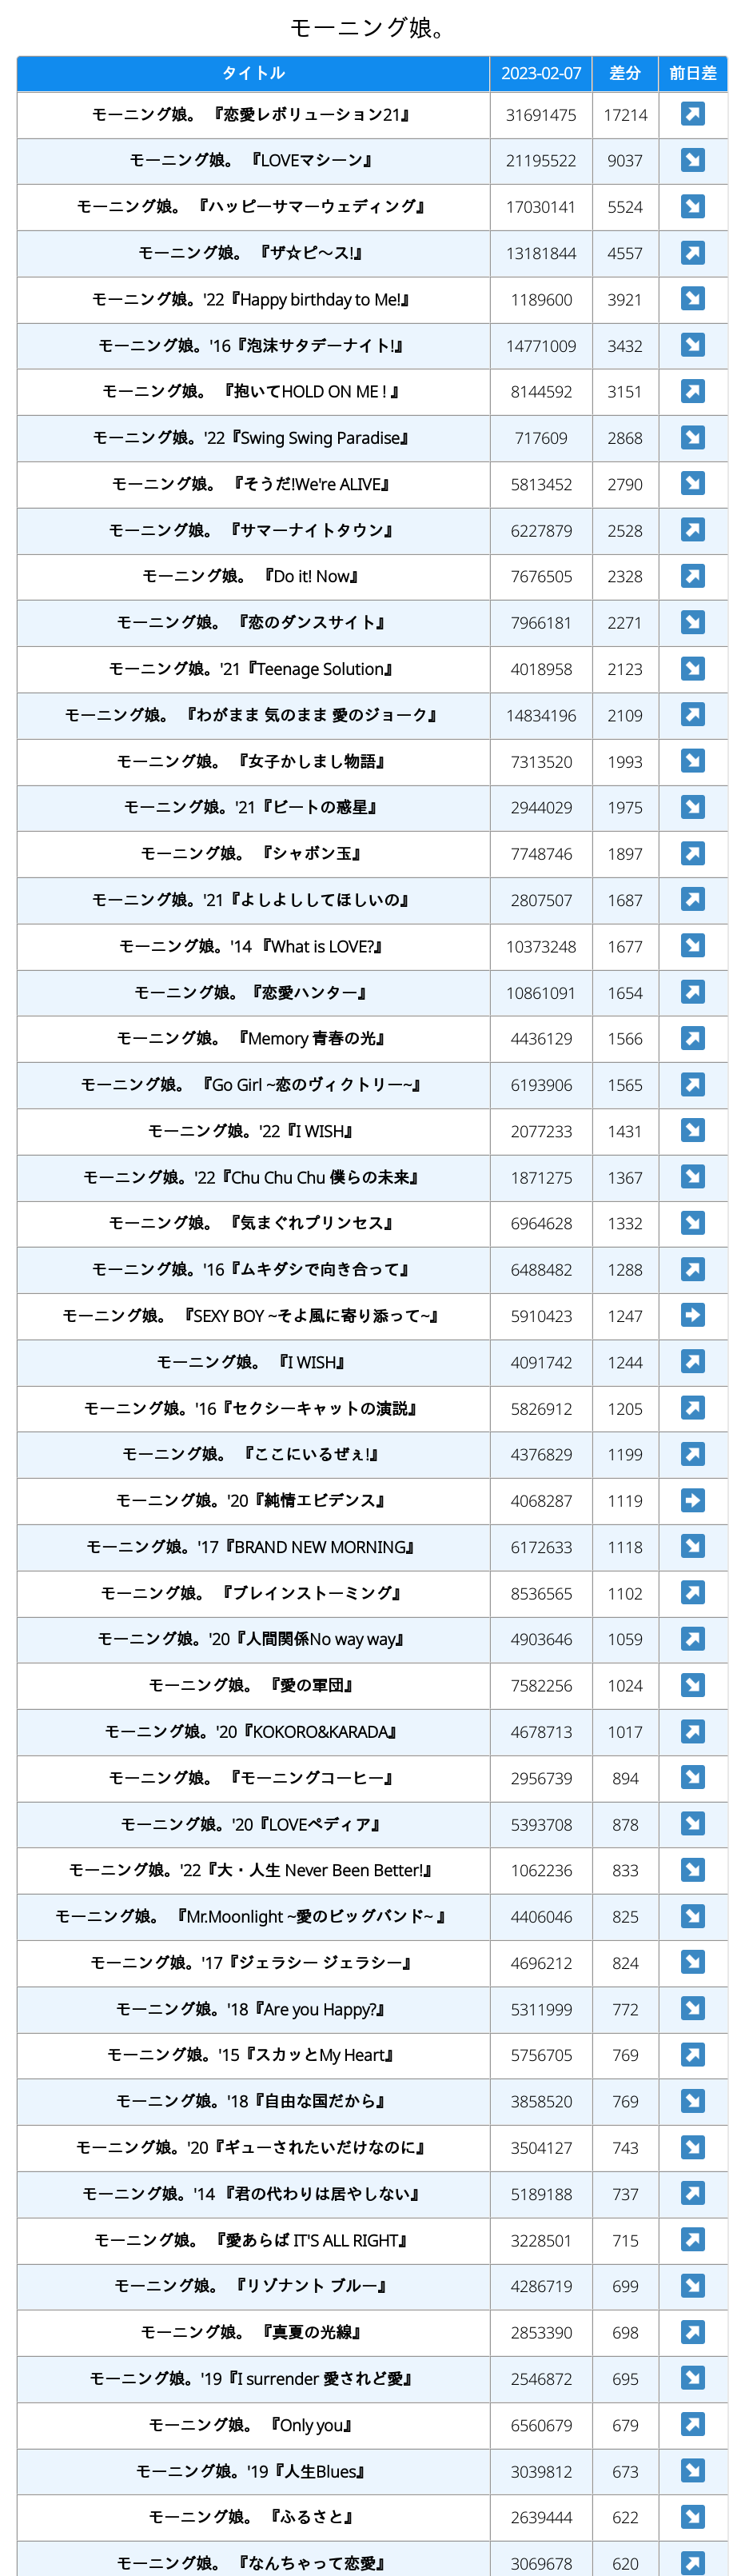 モーニング娘。
タイトル 2023-02-07 差分 前日差
モーニング娘。 『恋愛レボリューション21』 31691475 17214 ↗
モーニング娘。 『LOVEマシーン』 21195522 9037 ↘
モーニング娘。 『ハッピーサマーウェディング』 17030141 5524 ↘
モーニング娘。 『ザ☆ピ〜ス!』 13181844 4557 ↗
モーニング娘。'22『Happy birthday to Me!』 1189600 3921 ↘
モーニング娘。'16『泡沫サタデーナイト!』 14771009 3432 ↘
モーニング娘。 『抱いてHOLD ON ME ! 』 8144592 3151 ↗
モーニング娘。'22『Swing Swing Paradise』 717609 2868 ↘
モーニング娘。 『そうだ!We're ALIVE』 5813452 2790 ↘
モーニング娘。 『サマーナイトタウン』 6227879 2528 ↗
モーニング娘。 『Do it! Now』 7676505 2328 ↗
モーニング娘。 『恋のダンスサイト』 7966181 2271 ↘
モーニング娘。'21『Teenage Solution』 4018958 2123 ↘
モーニング娘。 『わがまま 気のまま 愛のジョーク』 14834196 2109 ↗
モーニング娘。 『女子かしまし物語』 7313520 1993 ↘
モーニング娘。'21『ビートの惑星』 2944029 1975 ↘
モーニング娘。 『シャボン玉』 7748746 1897 ↗
モーニング娘。'21『よしよししてほしいの』 2807507 1687 ↗
モーニング娘。'14 『What is LOVE?』 10373248 1677 ↘
モーニング娘。『恋愛ハンター』 10861091 1654 ↗
モーニング娘。 『Memory 青春の光』 4436129 1566 ↗
モーニング娘。 『Go Girl ~恋のヴィクトリー~』 6193906 1565 ↗
モーニング娘。'22『I WISH』 2077233 1431 ↘
モーニング娘。'22『Chu Chu Chu 僕らの未来』 1871275 1367 ↘
モーニング娘。 『気まぐれプリンセス』 6964628 1332 ↘
モーニング娘。'16『ムキダシで向き合って』 6488482 1288 ↗
モーニング娘。 『SEXY BOY ~そよ風に寄り添って~』 5910423 1247 ➡
モーニング娘。 『I WISH』 4091742 1244 ↗
モーニング娘。'16『セクシーキャットの演説』 5826912 1205 ↗
モーニング娘。 『ここにいるぜぇ!』 4376829 1199 ↗
モーニング娘。'20『純情エビデンス』 4068287 1119 ➡
モーニング娘。'17『BRAND NEW MORNING』 6172633 1118 ↘
モーニング娘。 『ブレインストーミング』 8536565 1102 ↗
モーニング娘。'20『人間関係No way way』 4903646 1059 ↗
モーニング娘。 『愛の軍団』 7582256 1024 ↘
モーニング娘。'20『KOKORO&KARADA』 4678713 1017 ↗
モーニング娘。 『モーニングコーヒー』 2956739 894 ↘
モーニング娘。'20『LOVEペディア』 5393708 878 ↘
モーニング娘。'22『大・人生 Never Been Better!』 1062236 833 ↘
モーニング娘。 『Mr.Moonlight ~愛のビッグバンド~ 』 4406046 825 ↘
モーニング娘。'17『ジェラシー ジェラシー』 4696212 824 ↘
モーニング娘。'18『Are you Happy?』 5311999 772 ↘
モーニング娘。'15『スカッとMy Heart』 5756705 769 ↗
モーニング娘。'18『自由な国だから』 3858520 769 ↘
モーニング娘。'20『ギューされたいだけなのに』 3504127 743 ↘
モーニング娘。'14 『君の代わりは居やしない』 5189188 737 ↗
モーニング娘。 『愛あらば IT'S ALL RIGHT』 3228501 715 ↗
モーニング娘。 『リゾナント ブルー』 4286719 699 ↘
モーニング娘。 『真夏の光線』 2853390 698 ↗
モーニング娘。'19『I surrender 愛されど愛』 2546872 695 ↘
モーニング娘。 『Only you』 6560679 679 ↗
モーニング娘。'19『人生Blues』 3039812 673 ↘
モーニング娘。 『ふるさと』 2639444 622 ↘
モーニング娘。 『なんちゃって恋愛』 3069678 620 ↗